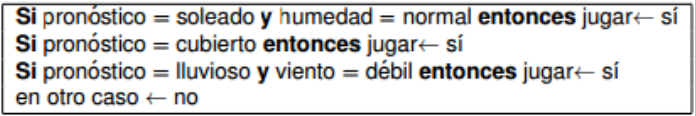 Si pronóstico = soleado y humedad = normal entonces jugar← sí
Si pronóstico = cubierto entonces jugar← sí
Si pronóstico = lluvioso y viento = débil entonces jugar← sí
en otro caso ← no